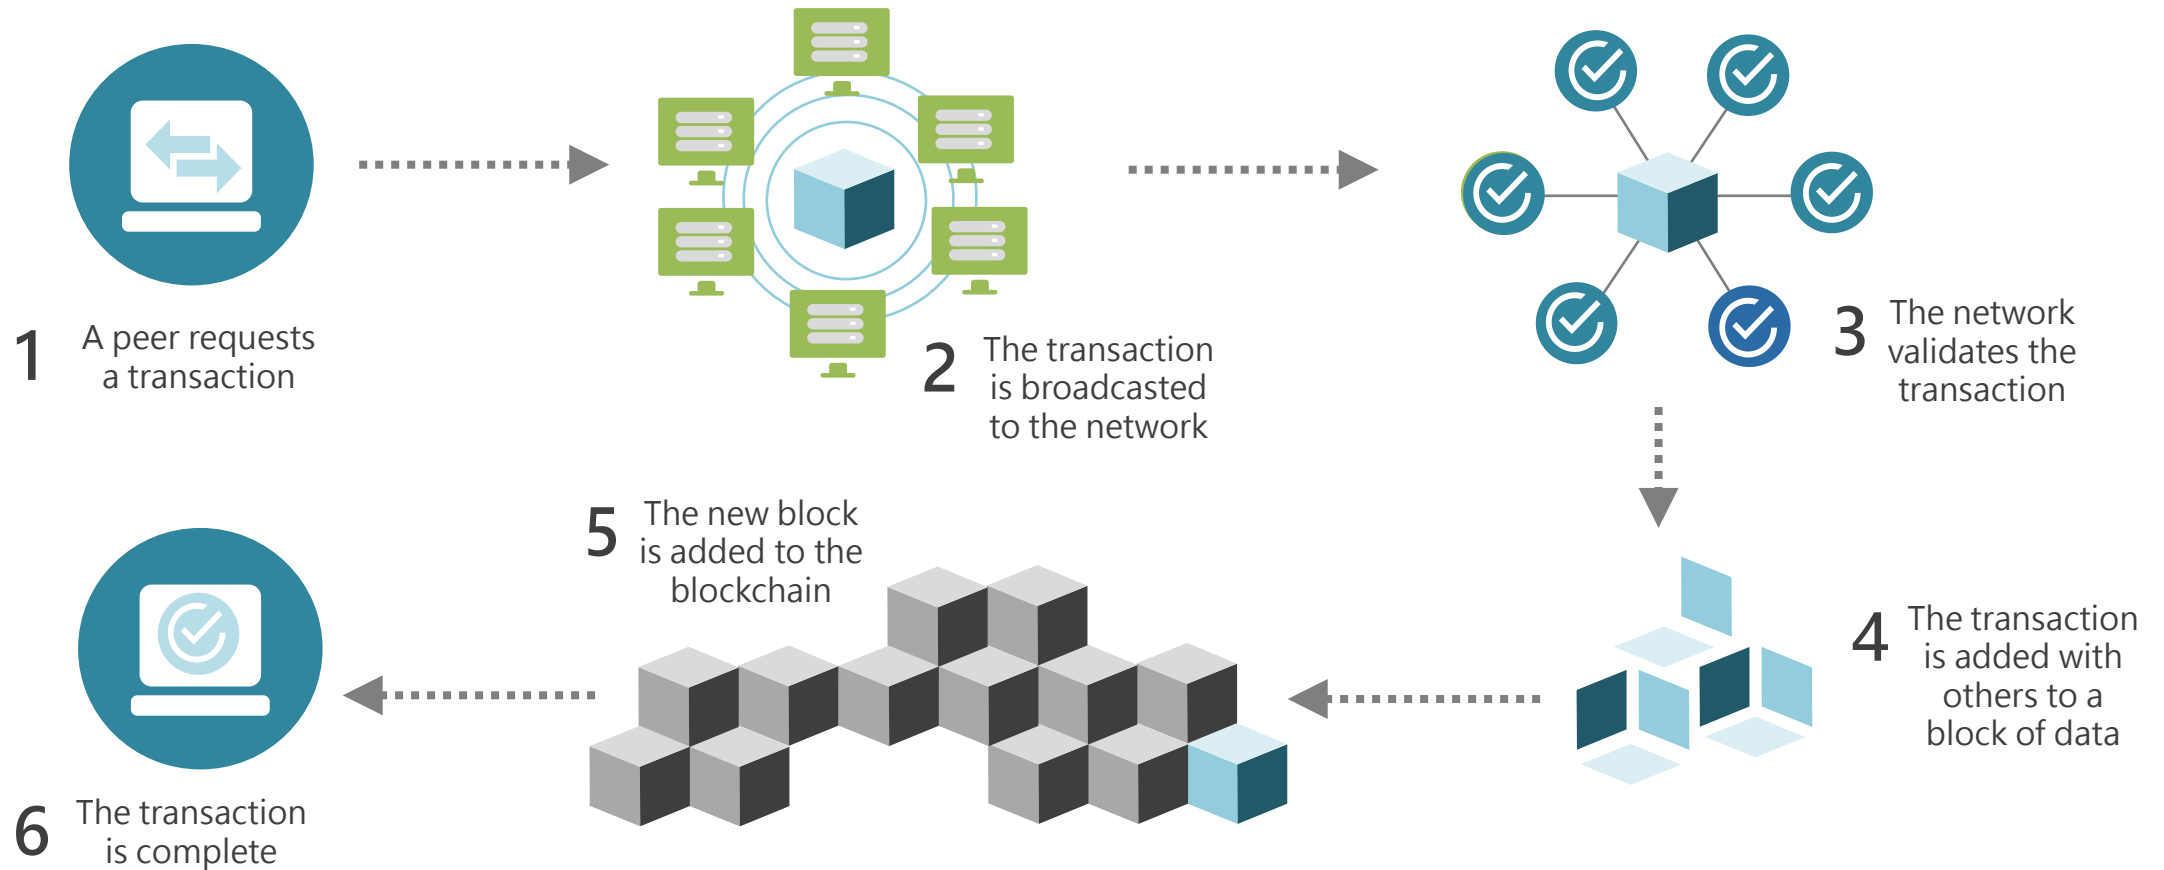 1
A peer requests
a transaction
2
The transaction
is broadcasted
to the network
3
The network
validates the
transaction
4
The transaction
is added with
others to a
block of data
5
The new block
is added to the
blockchain
6
The transaction
is complete